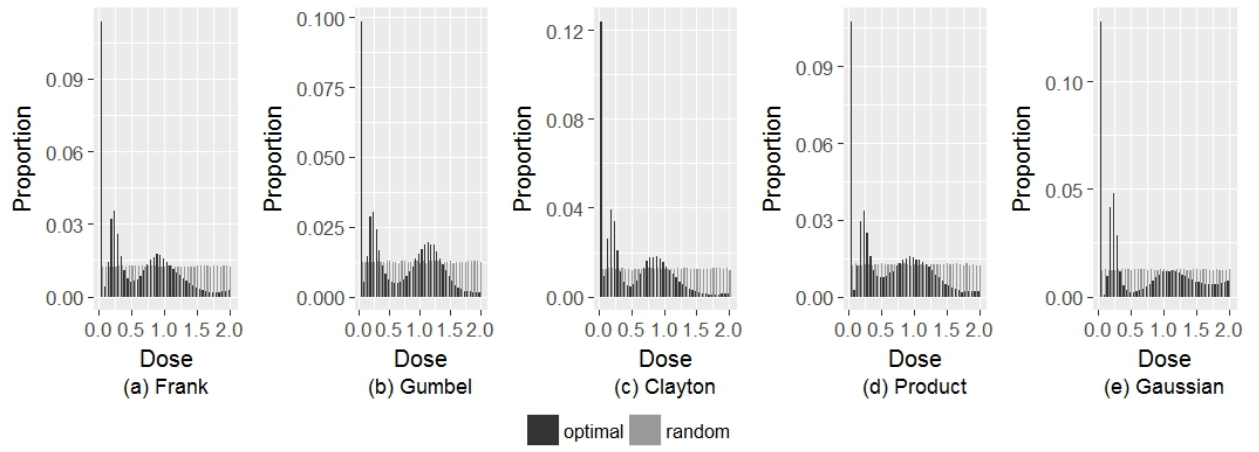 Proportion
0.09
0.06
0.03
0.00
0.0 0.5 1.0 1.5 2.0
Dose
(a) Frank
Proportion
0.100
0.075
0.050
0.025
0.000
0.0 0.5 1.0 1.5 2.0
Dose
(b) Gumbel
Proportion
0.12
0.08
0.04
0.00
0.0 0.5 1.0 1.5 2.0
Dose
(c) Clayton
Proportion
0.09
0.06
0.03
0.00
0.0 0.5 1.0 1.5 2.0
Dose
(d) Product
Proportion
0.10
0.05
0.00
0.0 0.5 1.0 1.5 2.0
Dose
(e) Gaussian
optimal random